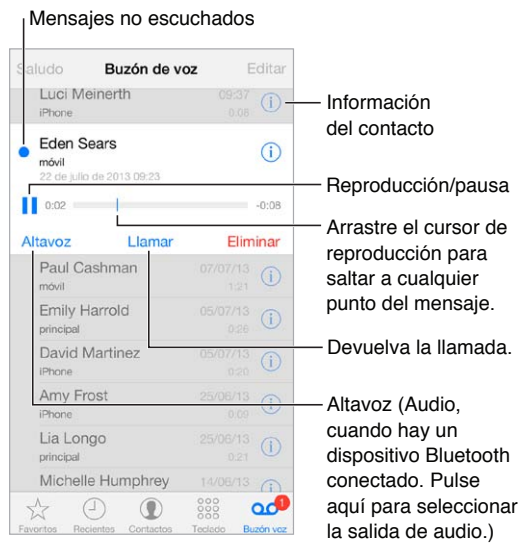 Mensajes no escuchados
Saludo Buzón de voz Editar
Luci Meinerth 09:37
iPhone 0:08
Información
del contacto
Eden Sears
móvil
22 de julio de 2013 09:23
Reproducción/pausa
0:02 -0:08
Arrastre el cursor de
reproducción para
saltar a cualquier
punto del mensaje.
Altavoz Llamar Eliminar
Paul Cashman 07/07/13
móvil 1:21
Emily Harrold 05/07/13
principal 0:26
Devuelva la llamada.
David Martinez 05/07/13
iPhone 0:20
Amy Frost 25/06/13
iPhone 0:09
Altavoz (Audio,
cuando hay un
dispositivo Bluetooth
conectado. Pulse
aquí para seleccionar
la salida de audio.)
Lia Longo 25/06/13
principal 0:21
Michelle Humphrey 14/06/13
1
Favoritos Recientes Contactos Teclado Buzón voz